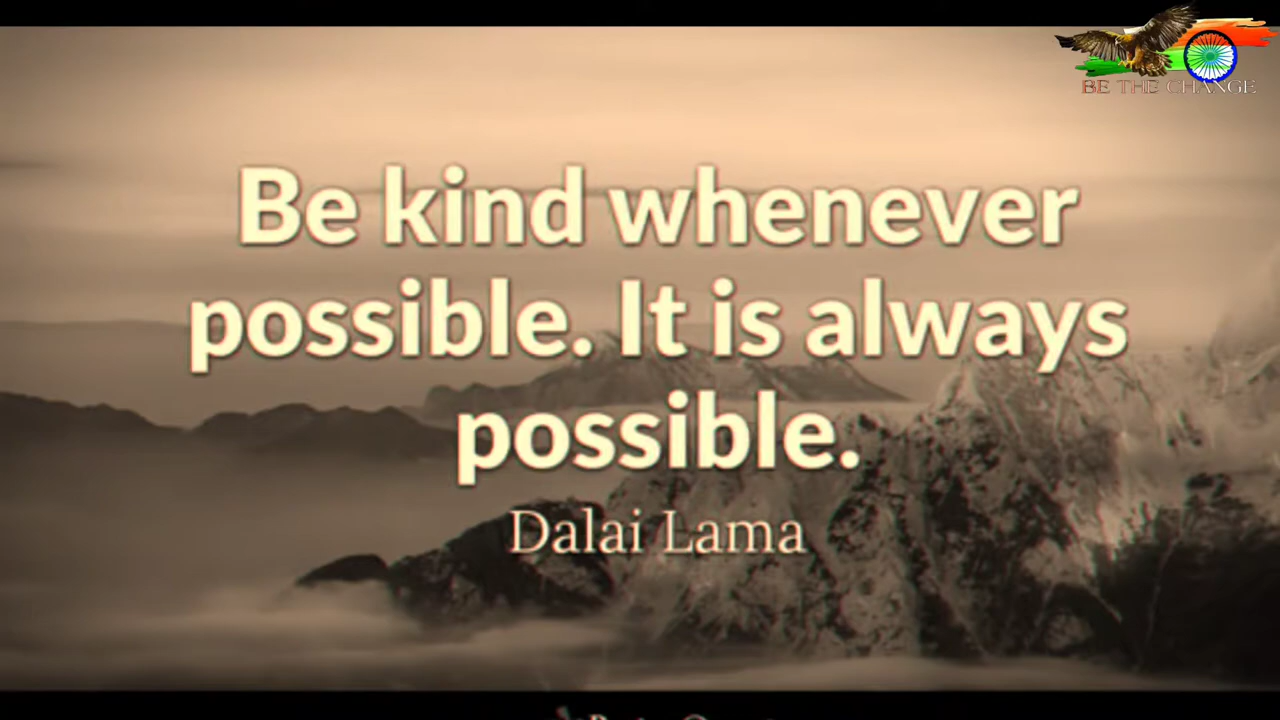 BE THE CHANGE
Be kind whenever
possible. It is always
possible.
Dalai Lama